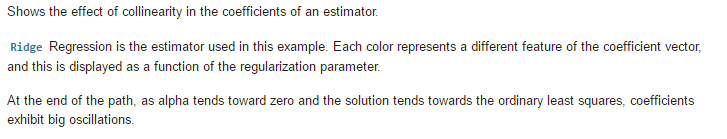 Shows the effect of collinearity in the coefficients of an estimator.
Ridge Regression is the estimator used in this example. Each color represents a different feature of the coefficient vector,
and this is displayed as a function of the regularization parameter.
At the end of the path, as alpha tends toward zero and the solution tends towards the ordinary least squares, coefficients
exhibit big oscillations.